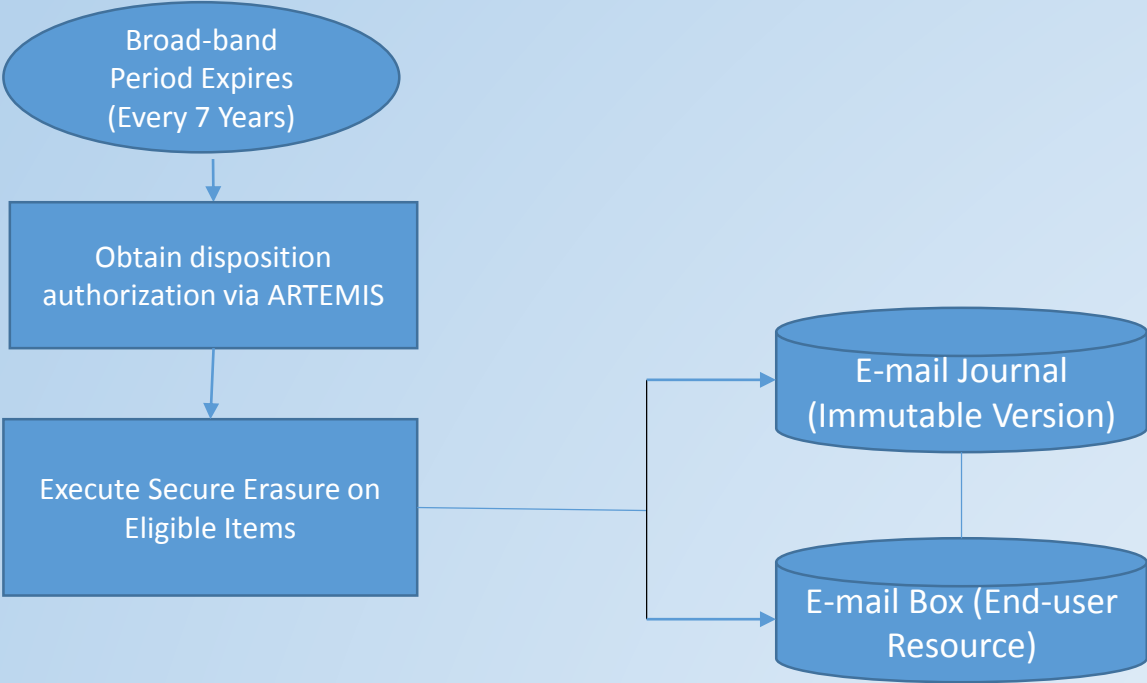 Broad-band
Period Expires
(Every 7 Years)
Obtain disposition
authorization via ARTEMIS
Execute Secure Erasure on
Eligible Items
E-mail Journal
(Immutable Version)
E-mail Box (End-user
Resource)